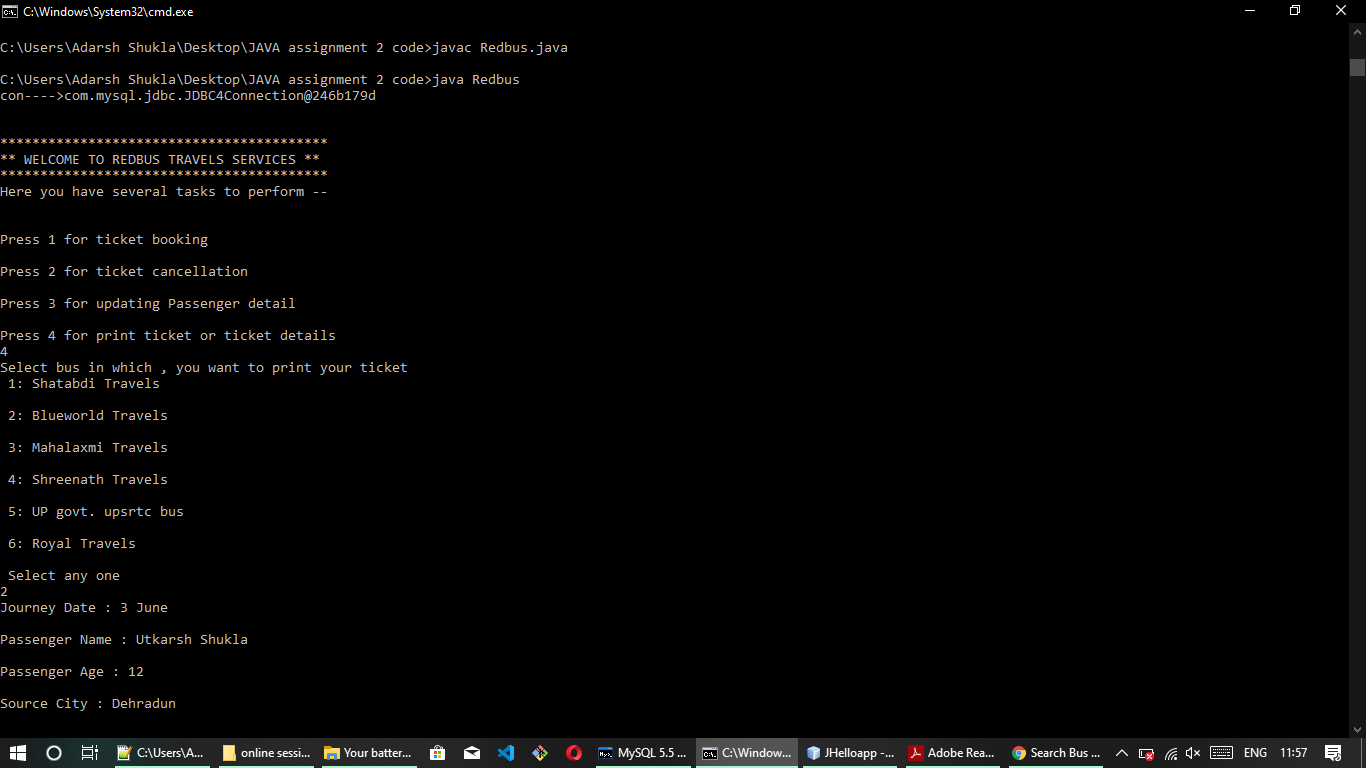 C:\Windows\System32\cmd.exe
C:\Users\Adarsh Shukla\Desktop\JAVA assignment 2 code>javac Redbus.java
C:\Users\Adarsh Shukla\Desktop\JAVA assignment 2 code>java Redbus
con---->com.mysql.jdbc.JDBC4Connection@246b179d
*****************************************
** WELCOME TO REDBUS TRAVELS SERVICES **
*****************************************
Here you have several tasks to perform --
Press 1 for ticket booking
Press 2 for ticket cancellation
Press 3 for updating Passenger detail
Press 4 for print ticket or ticket details
4
Select bus in which , you want to print your ticket
1: Shatabdi Travels
2: Blueworld Travels
3: Mahalaxmi Travels
4: Shreenath Travels
5: UP govt. upsrtc bus
6: Royal Travels
Select any one
2
Journey Date : 3 June
Passenger Name : Utkarsh Shukla
Passenger Age : 12
Source City : Dehradun
C:\Users\A... online sessi... Your batter... MySQL 5.5 ... C:\Window... JHelloapp -... Adobe Rea... Search Bus ... ENG 11:57